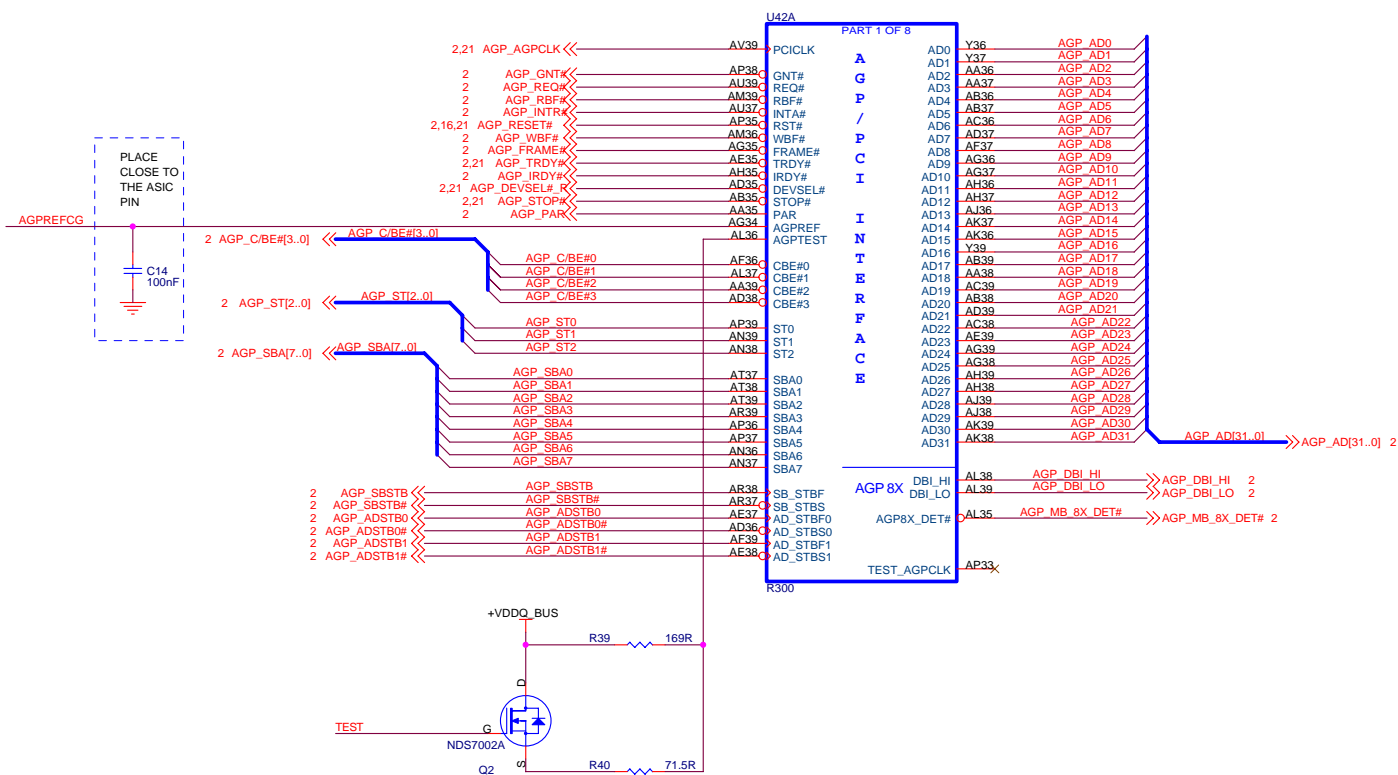 U42A
PART 1 OF 8
2,21 AGP_AGPCLK AV39 PCICLK
2 AGP_GNT# AP38 GNT#
2 AGP_REQ# AU39 REQ#
2 AGP_RBF# AM39 RBF#
2 AGP_INTR# AU37 INTA#
2,16,21 AGP_RESET# AP35 RST#
2 AGP_WBF# AM36 WBF#
2 AGP_FRAME# AG35 FRAME#
2,21 AGP_TRDY# AE35 TRDY#
2 AGP_IRDY# AH35 IRDY#
2,21 AGP_DEVSEL#_R AD35 DEVSEL#
2,21 AGP_STOP# AB35 STOP#
2 AGP_PAR AA35 PAR
AGPREFCG AG34 AGPREF
AL36 AGPTEST
PLACE
CLOSE TO
THE ASIC
PIN
C14
100nF
2 AGP_C/BE#[3..0] AGP_C/BE#[3..0]
AGP_C/BE#0 AF36 CBE#0
AGP_C/BE#1 AL37 CBE#1
AGP_C/BE#2 AA39 CBE#2
AGP_C/BE#3 AD38 CBE#3
2 AGP_ST[2..0] AGP_ST[2..0]
AGP_ST0 AP39 ST0
AGP_ST1 AN39 ST1
AGP_ST2 AN38 ST2
2 AGP_SBA[7..0] AGP_SBA[7..0]
AGP_SBA0 AT37 SBA0
AGP_SBA1 AT38 SBA1
AGP_SBA2 AT39 SBA2
AGP_SBA3 AR39 SBA3
AGP_SBA4 AP36 SBA4
AGP_SBA5 AP37 SBA5
AGP_SBA6 AN36 SBA6
AGP_SBA7 AN37 SBA7
2 AGP_SBSTB AGP_SBSTB AR38 SB_STBF
2 AGP_SBSTB# AGP_SBSTB# AR37 SB_STBS
2 AGP_ADSTB0 AGP_ADSTB0 AE37 AD_STBF0
2 AGP_ADSTB0# AGP_ADSTB0# AD36 AD_STBS0
2 AGP_ADSTB1 AGP_ADSTB1 AF39 AD_STBF1
2 AGP_ADSTB1# AGP_ADSTB1# AE38 AD_STBS1
AGP/PCI INTERFACE
AD0 Y36 AGP_AD0
AD1 Y37 AGP_AD1
AD2 AA36 AGP_AD2
AD3 AA37 AGP_AD3
AD4 AB36 AGP_AD4
AD5 AB37 AGP_AD5
AD6 AC36 AGP_AD6
AD7 AD37 AGP_AD7
AD8 AF37 AGP_AD8
AD9 AG36 AGP_AD9
AD10 AG37 AGP_AD10
AD11 AH36 AGP_AD11
AD12 AH37 AGP_AD12
AD13 AJ36 AGP_AD13
AD14 AK37 AGP_AD14
AD15 AK36 AGP_AD15
AD16 Y39 AGP_AD16
AD17 AB39 AGP_AD17
AD18 AA38 AGP_AD18
AD19 AC39 AGP_AD19
AD20 AB38 AGP_AD20
AD21 AD39 AGP_AD21
AD22 AC38 AGP_AD22
AD23 AE39 AGP_AD23
AD24 AG39 AGP_AD24
AD25 AG38 AGP_AD25
AD26 AH39 AGP_AD26
AD27 AH38 AGP_AD27
AD28 AJ39 AGP_AD28
AD29 AJ38 AGP_AD29
AD30 AK39 AGP_AD30
AD31 AK38 AGP_AD31
AGP_AD[31..0] AGP_AD[31..0] 2
AGP 8X
DBI_HI AL38 AGP_DBI_HI AGP_DBI_HI 2
DBI_LO AL39 AGP_DBI_LO AGP_DBI_LO 2
AGP8X_DET# AL35 AGP_MB_8X_DET# AGP_MB_8X_DET# 2
TEST_AGPCLK AP33
R300
+VDDQ_BUS
R39 169R
D
TEST
G
NDS7002A
S
Q2
R40 71.5R